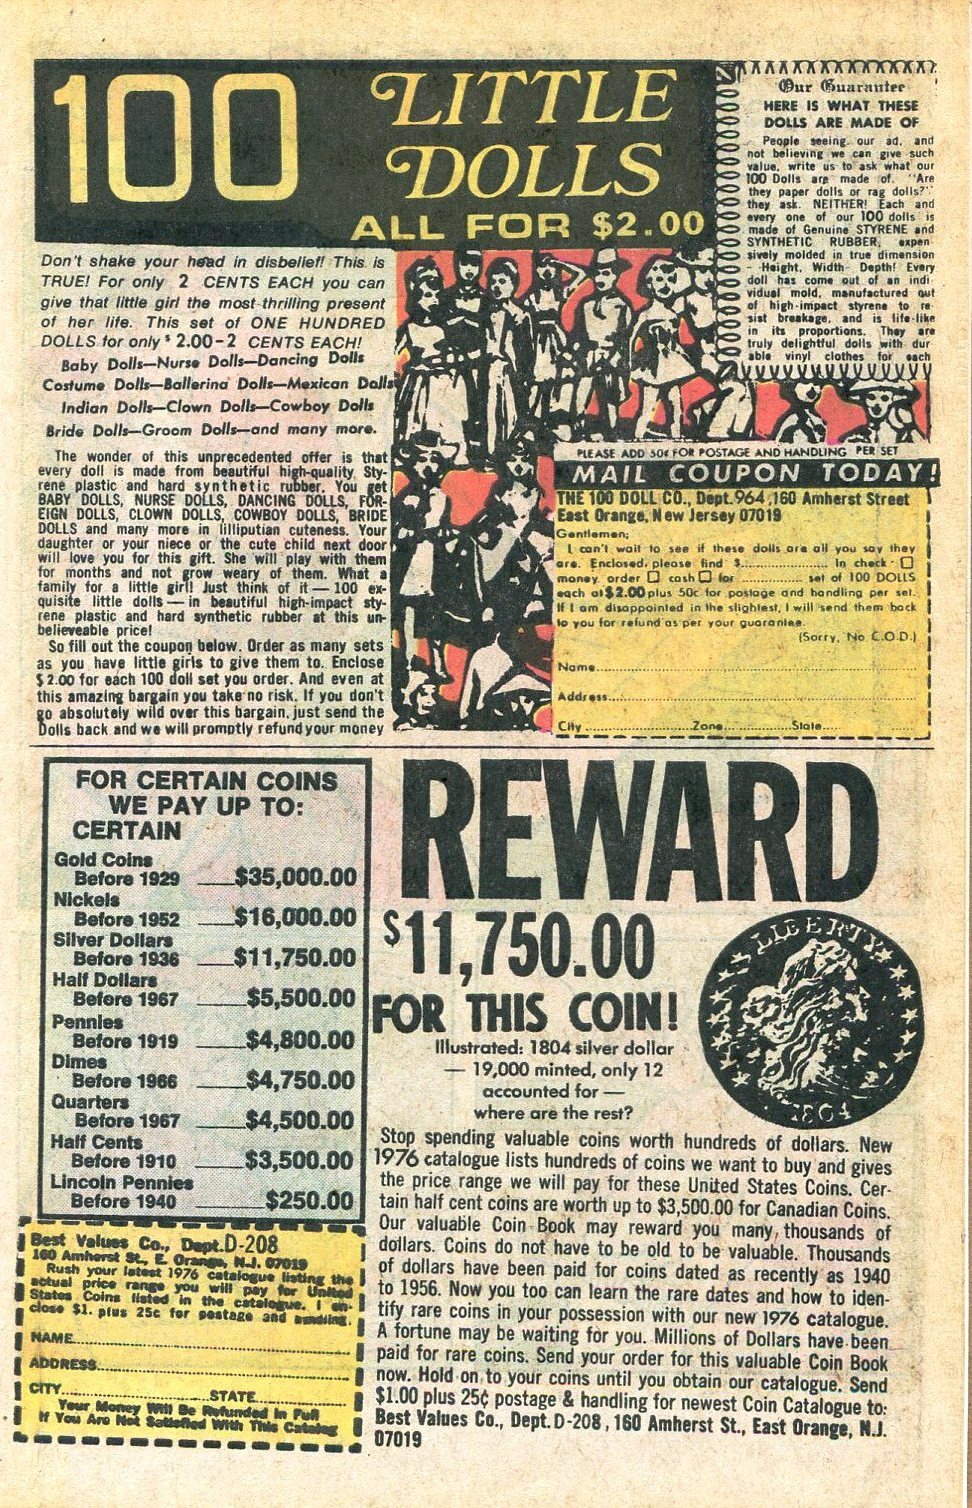 100
LITTLE
DOLLS
ALL FOR $2.00
Don't shake your head in disbelief! This is
TRUE! For only 2 CENTS EACH you can
give that little girl the most thrilling present
of her life. This set of ONE HUNDRED
DOLLS for only $2.00-2 CENTS EACH!
Baby Dolls—Nurse Dolls—Dancing Dolls
Costume Dolls—Ballerina Dolls—Mexican Dolls
Indian Dolls—Clown Dolls—Cowboy Dolls
Bride Dolls—Groom Dolls—and many more.
The wonder of this unprecedented offer is that
every doll is made from beautiful high-quality Sty-
rene plastic and hard synthetic rubber. You get
BABY DOLLS, NURSE DOLLS, DANCING DOLLS, FOR-
EIGN DOLLS, CLOWN DOLLS, COWBOY DOLLS, BRIDE
DOLLS and many more in lilliputian cuteness. Your
daughter or your niece or the cute child next door
will love you for this gift. She will play with them
for months and not grow weary of them. What a
family for a little girl! Just think of it — 100 ex-
quisite little dolls — in beautiful high-impact sty-
rene plastic and hard synthetic rubber at this un-
believeable price!
So fill out the coupon below. Order as many sets
as you have little girls to give them to. Enclose
$2.00 for each 100 doll set you order. And even at
this amazing bargain you take no risk. If you don't
go absolutely wild over this bargain, just send the
Dolls back and we will promptly refund your money
Our Guarantee
HERE IS WHAT THESE
DOLLS ARE MADE OF
People seeing our ad, and
not believing we can give such
value, write us to ask what our
100 Dolls are made of. "Are
they paper dolls or rag dolls?"
they ask. NEITHER! Each and
every one of our 100 dolls is
made of Genuine STYRENE and
SYNTHETIC RUBBER, expen
sively molded in true dimension
- Height, Width- Depth! Every
doll has come out of an indi
vidual mold, manufactured out
of high-impact styrene to re
sist breakage, and is life-like
in its proportions. They are
truly delightful dolls with dur
able vinyl clothes for each
PLEASE ADD 50¢ FOR POSTAGE AND HANDLING PER SET
MAIL COUPON TODAY!
THE 100 DOLL CO., Dept. 964, 160 Amherst Street
East Orange, New Jersey 07019
Gentlemen;
I can't wait to see if these dolls are all you say they
are. Enclosed, please find $.................... In check - ☐
money order ☐ cash ☐ for .................... set of 100 DOLLS
each at $2.00 plus 50c for postage and handling per set.
If I am disappointed in the slightest, I will send them back
to you for refund as per your guarantee.
(Sorry, No C.O.D.)
Name....................
Address....................
City ....................Zone....................State....................
FOR CERTAIN COINS
WE PAY UP TO:
CERTAIN
Gold Coins
Before 1929 ___$35,000.00
Nickels
Before 1952 ___$16,000.00
Silver Dollars
Before 1936 ___$11,750.00
Half Dollars
Before 1967 ___$5,500.00
Pennies
Before 1919 ___$4,800.00
Dimes
Before 1966 ___$4,750.00
Quarters
Before 1967 ___$4,500.00
Half Cents
Before 1910 ___$3,500.00
Lincoln Pennies
Before 1940 ___$250.00
Best Values Co., Dept. D-208
160 Amherst St., E. Orange, N.J. 07019
Rush your latest 1976 catalogue listing the
actual price range you will pay for United
States Coins listed in the catalogue. I en-
close $1. plus 25c for postage and handling.
NAME....................
ADDRESS....................
CITY....................STATE....................
Your Money Will Be Refunded In Full
If You Are Not Satisfied With This Catalog
REWARD
$11,750.00
FOR THIS COIN!
LIBERTY
1804
Illustrated: 1804 silver dollar
— 19,000 minted, only 12
accounted for —
where are the rest?
Stop spending valuable coins worth hundreds of dollars. New
1976 catalogue lists hundreds of coins we want to buy and gives
the price range we will pay for these United States Coins. Cer-
tain half cent coins are worth up to $3,500.00 for Canadian Coins.
Our valuable Coin Book may reward you many, thousands of
dollars. Coins do not have to be old to be valuable. Thousands
of dollars have been paid for coins dated as recently as 1940
to 1956. Now you too can learn the rare dates and how to iden-
tify rare coins in your possession with our new 1976 catalogue.
A fortune may be waiting for you. Millions of Dollars have been
paid for rare coins. Send your order for this valuable Coin Book
now. Hold on to your coins until you obtain our catalogue. Send
$1.00 plus 25¢ postage & handling for newest Coin Catalogue to:
Best Values Co., Dept. D-208, 160 Amherst St., East Orange, N.J.
07019